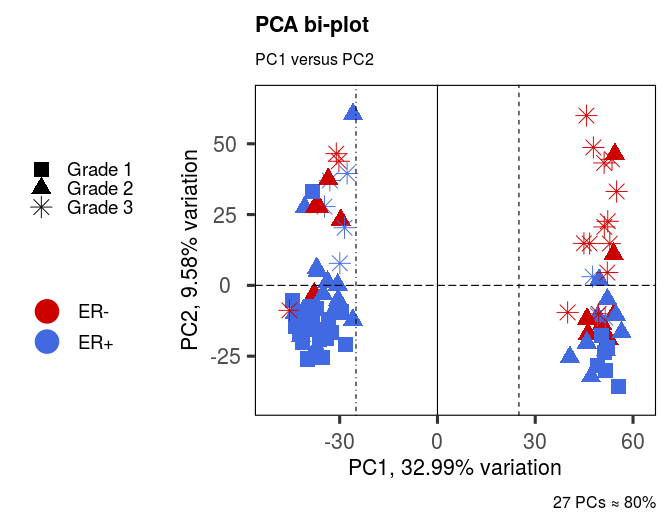 PCA bi-plot
PC1 versus PC2
Grade 1
Grade 2
Grade 3
ER-
ER+
PC2, 9.58% variation
50
25
0
-25
-30
0
30
60
PC1, 32.99% variation
27 PCs ≈ 80%